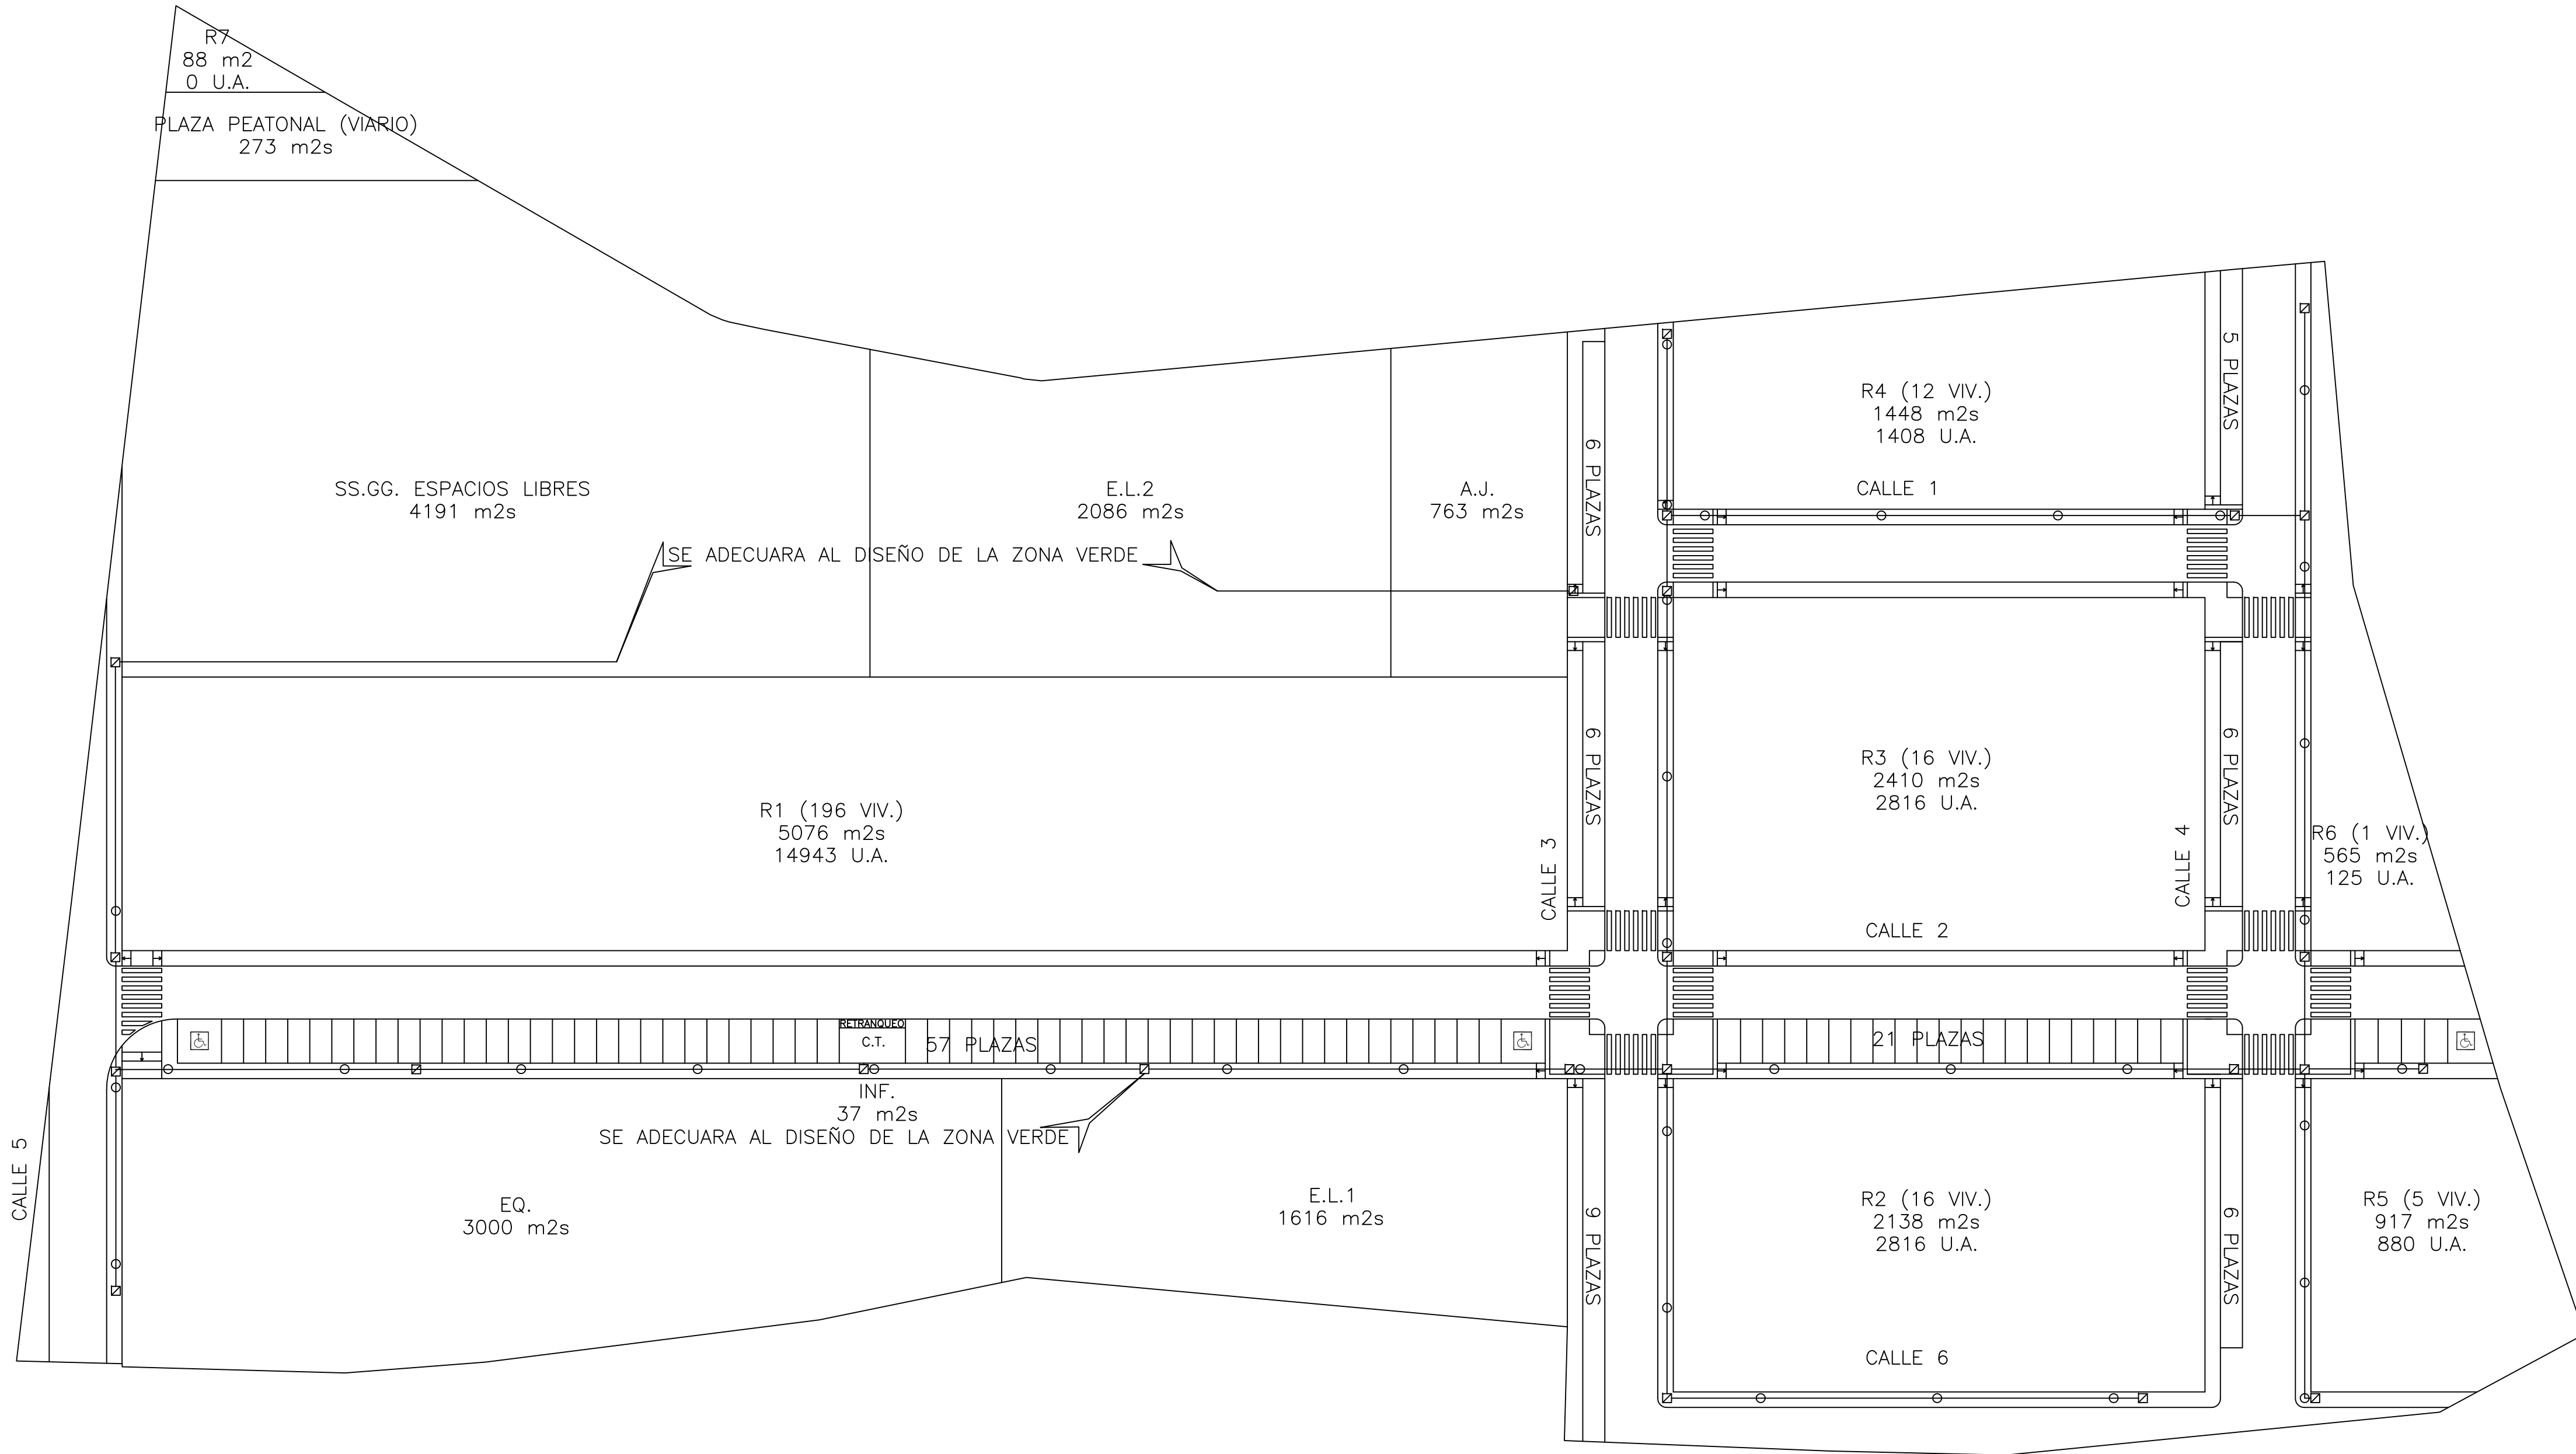 R7
88 m2
0 U.A.
PLAZA PEATONAL (VIARIO)
273 m2s
SS.GG. ESPACIOS LIBRES
4191 m2s
E.L.2
2086 m2s
A.J.
763 m2s
SE ADECUARA AL DISEÑO DE LA ZONA VERDE
6 PLAZAS
R4 (12 VIV.)
1448 m2s
1408 U.A.
CALLE 1
5 PLAZAS
R1 (196 VIV.)
5076 m2s
14943 U.A.
CALLE 3
6 PLAZAS
R3 (16 VIV.)
2410 m2s
2816 U.A.
CALLE 2
CALLE 4
6 PLAZAS
R6 (1 VIV.)
565 m2s
125 U.A.
RETRANQUEO
C.T.
57 PLAZAS
21 PLAZAS
INF.
37 m2s
SE ADECUARA AL DISEÑO DE LA ZONA VERDE
CALLE 5
EQ.
3000 m2s
E.L.1
1616 m2s
9 PLAZAS
R2 (16 VIV.)
2138 m2s
2816 U.A.
CALLE 6
6 PLAZAS
R5 (5 VIV.)
917 m2s
880 U.A.